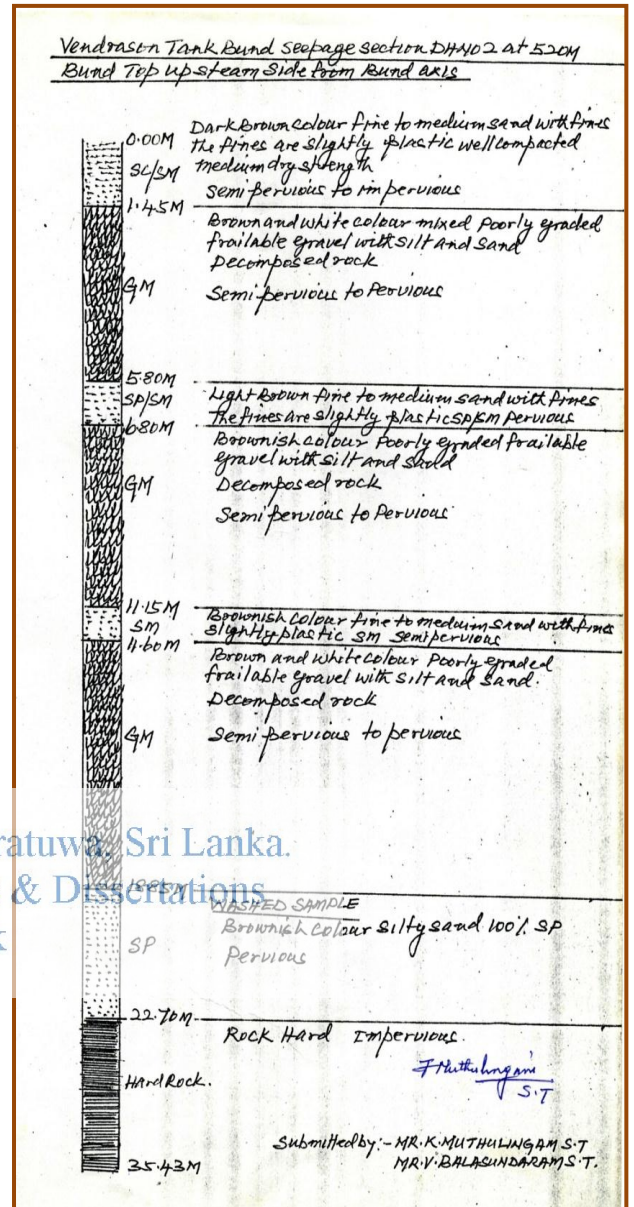 Vendrason Tank Bund Seepage section DH No 2 at 520M
Bund Top upsteam Side from Bund axis
0.00M
Dark Brown colour fine to medium sand with fines
the fines are slightly plastic well compacted
SC/SM
medium dry strength
Semi pervious to impervious
1.45M
Brown and white colour mixed Poorly graded
frailable gravel with silt and sand
Decomposed rock
GM
Semi pervious to Pervious
5.80M
SP/SM
Light Brown fine to medium sand with fines
the fines are slightly plastic SP/SM pervious
6.80M
Brownish colour Poorly graded frailable
gravel with silt and sand
GM
Decomposed rock
Semi pervious to Pervious
11.15M
SM
Brownish colour fine to meduim sand with fines
slightly plastic SM semipervious
Brown and white colour Poorly graded
frailable gravel with silt and sand.
Decomposed rock
GM
Semi pervious to pervious
ratuwa, Sri Lanka.
& Dissertations
k
WASHED SAMPLE
Brownish colour silty sand 100% SP
SP
Pervious
22.70M
Rock Hard Impervious.
Hard Rock.
S.T
Submitted by:- MR.K.MUTHULINGAM S.T
MR.V.BALASUNDARAM S.T.
35.43M